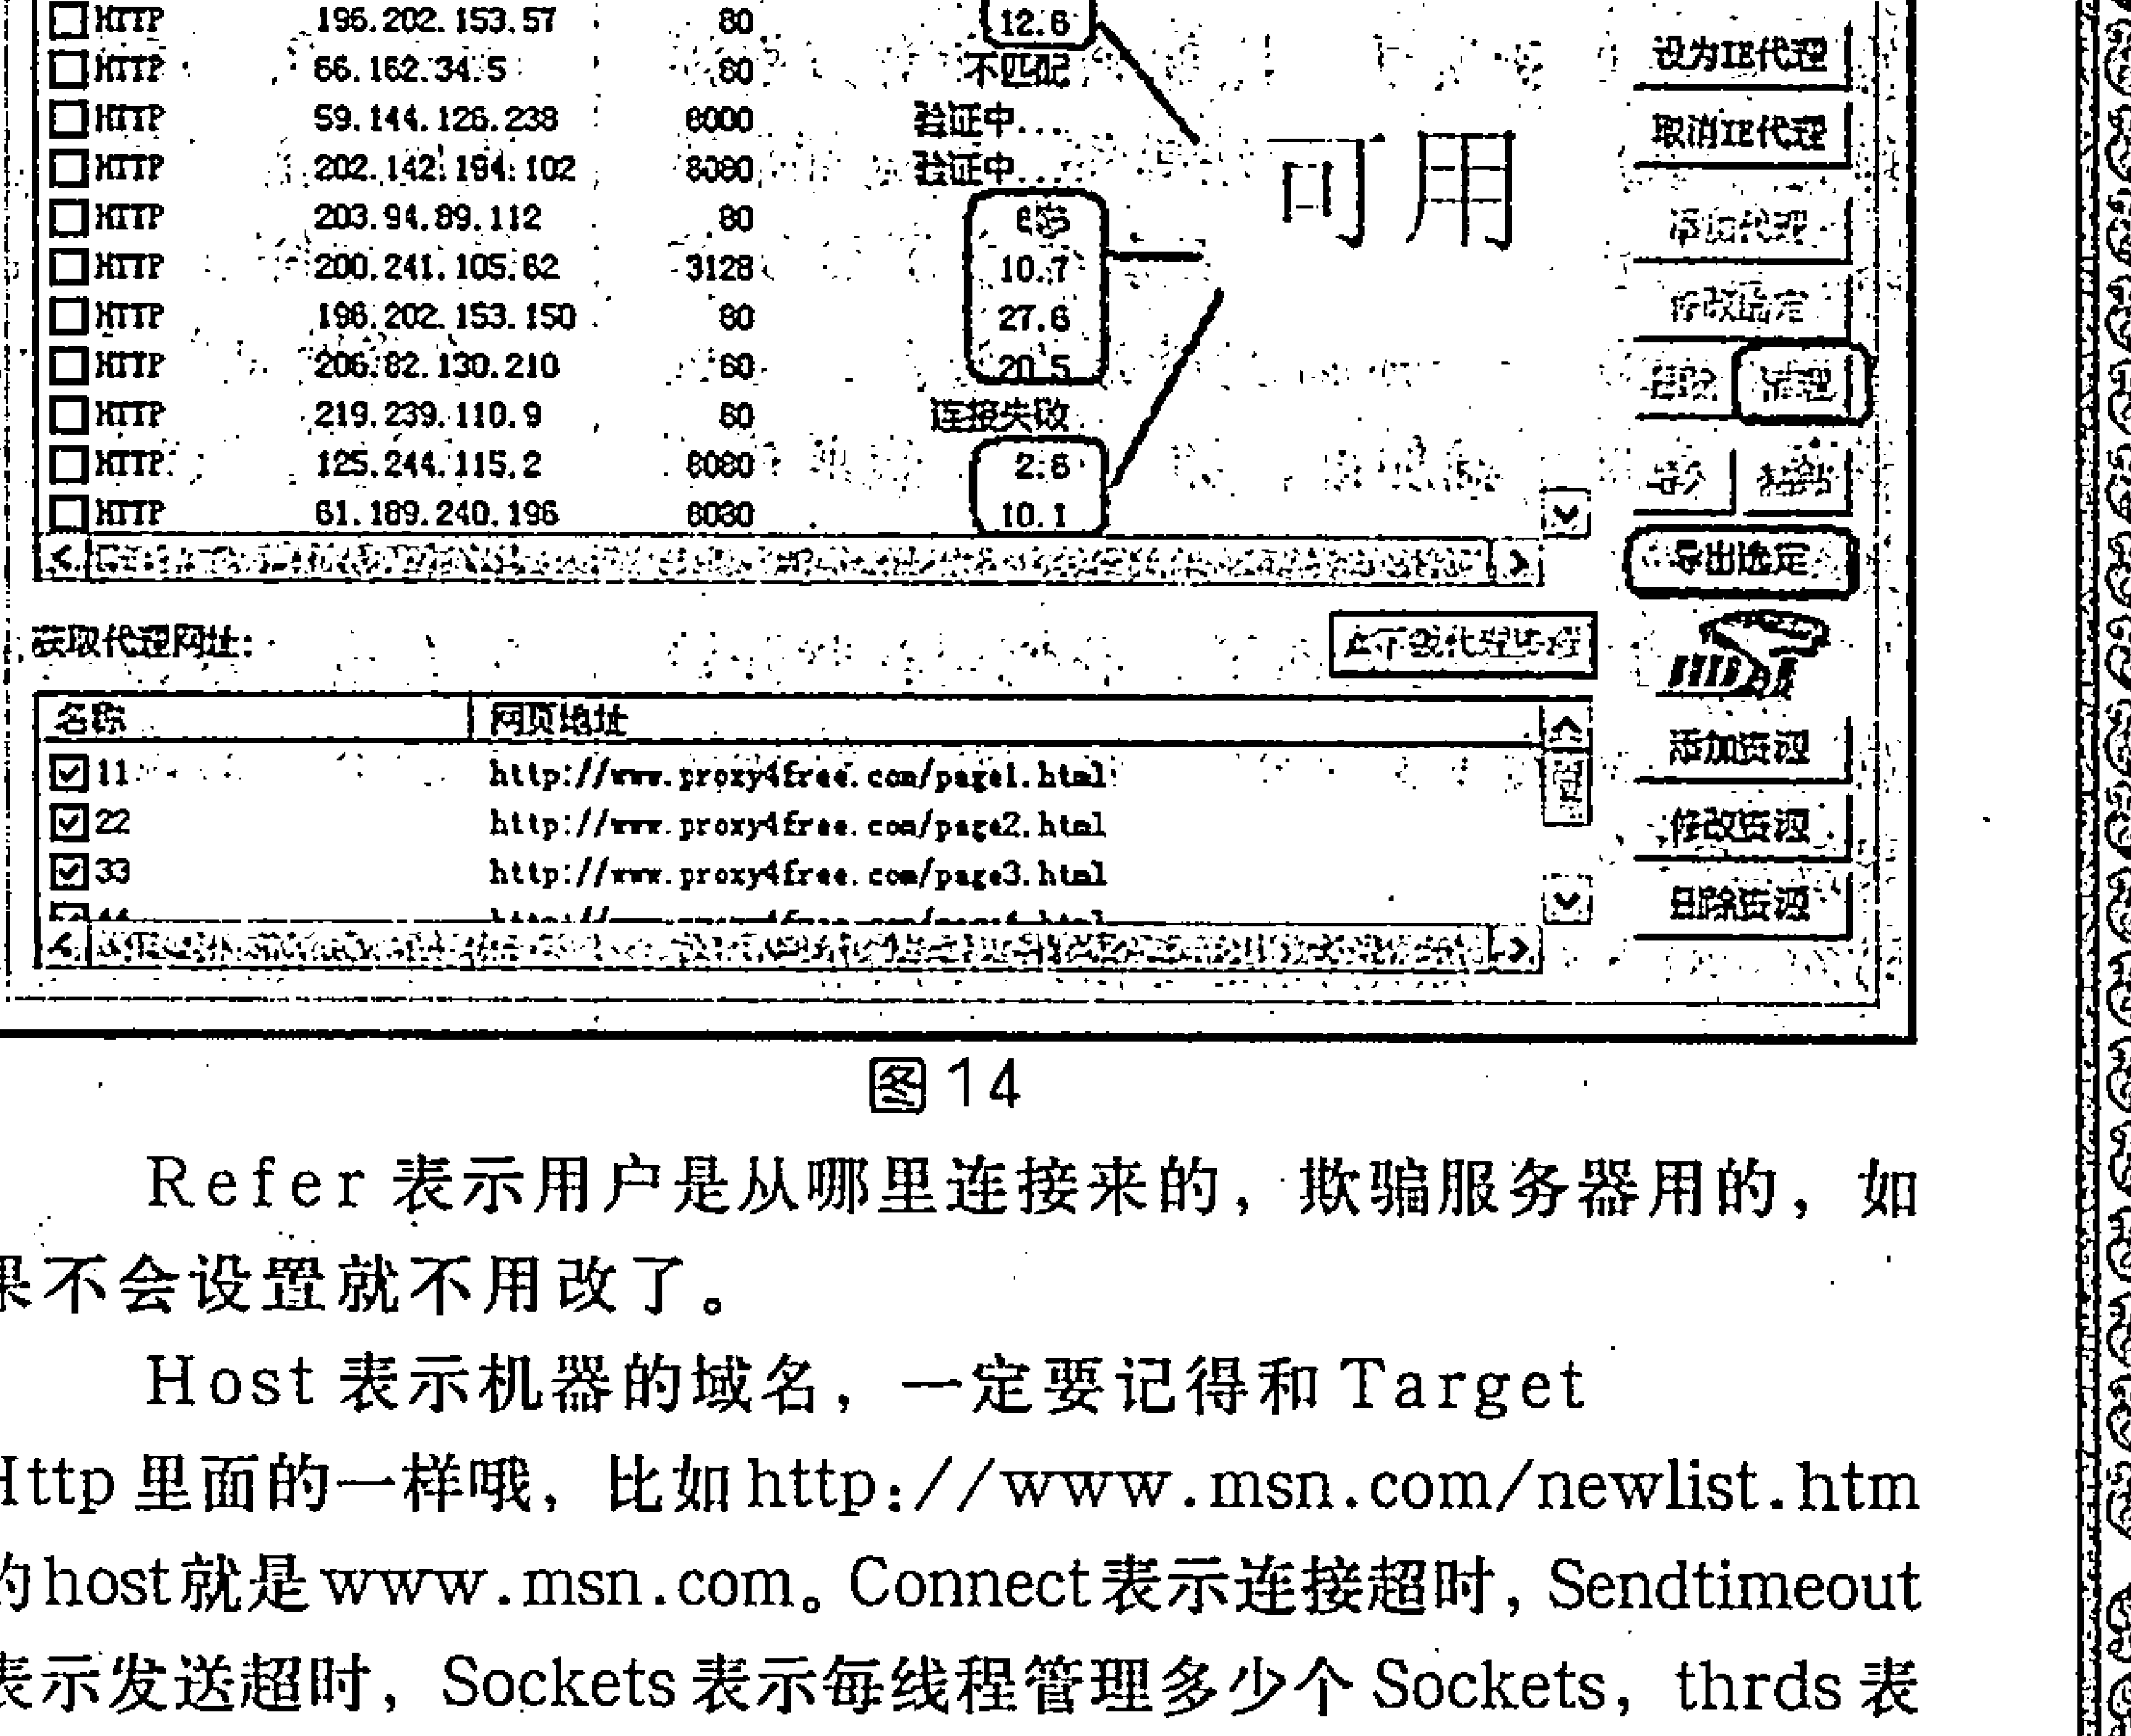 HTTP 196.202.153.57 80 12.6
HTTP 66.162.34.5 80 不匹配
设为IE代理
HTTP 59.144.126.238 8000 验证中...
取消IE代理
HTTP 202.142.194.102 8080 验证中...
可用
HTTP 203.94.89.112 80
添加代理
HTTP 200.241.105.62 3128 10.7
HTTP 196.202.153.150 80 27.6
修改选定
HTTP 206.82.130.210 80 20.5
删除 清理
HTTP 219.239.110.9 80 连接失败
HTTP 125.244.115.2 8080 2.6
HTTP 61.189.240.196 8080 10.1
导出选定
获取代理网址:
名称 网页地址
添加资源
11 http://www.proxy4free.com/page1.html
22 http://www.proxy4free.com/page2.html
修改资源
33 http://www.proxy4free.com/page3.html
删除资源
图14
Refer 表示用户是从哪里连接来的，欺骗服务器用的，如
果不会设置就不用改了。
Host 表示机器的域名，一定要记得和 Target
Http 里面的一样哦，比如 http://www.msn.com/newlist.htm
的 host 就是 www.msn.com。Connect 表示连接超时，Sendtimeout
表示发送超时，Sockets 表示每线程管理多少个 Sockets，thrds 表